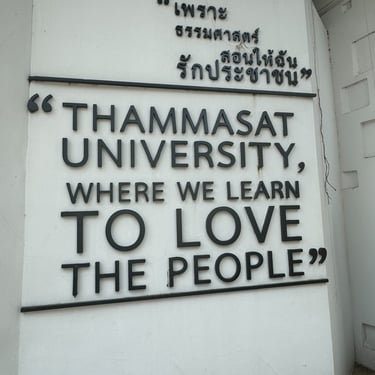 “เพราะ
ธรรมศาสตร์
สอนให้ฉัน
รักประชาชน”
“THAMMASAT
UNIVERSITY,
WHERE WE LEARN
TO LOVE
THE PEOPLE”